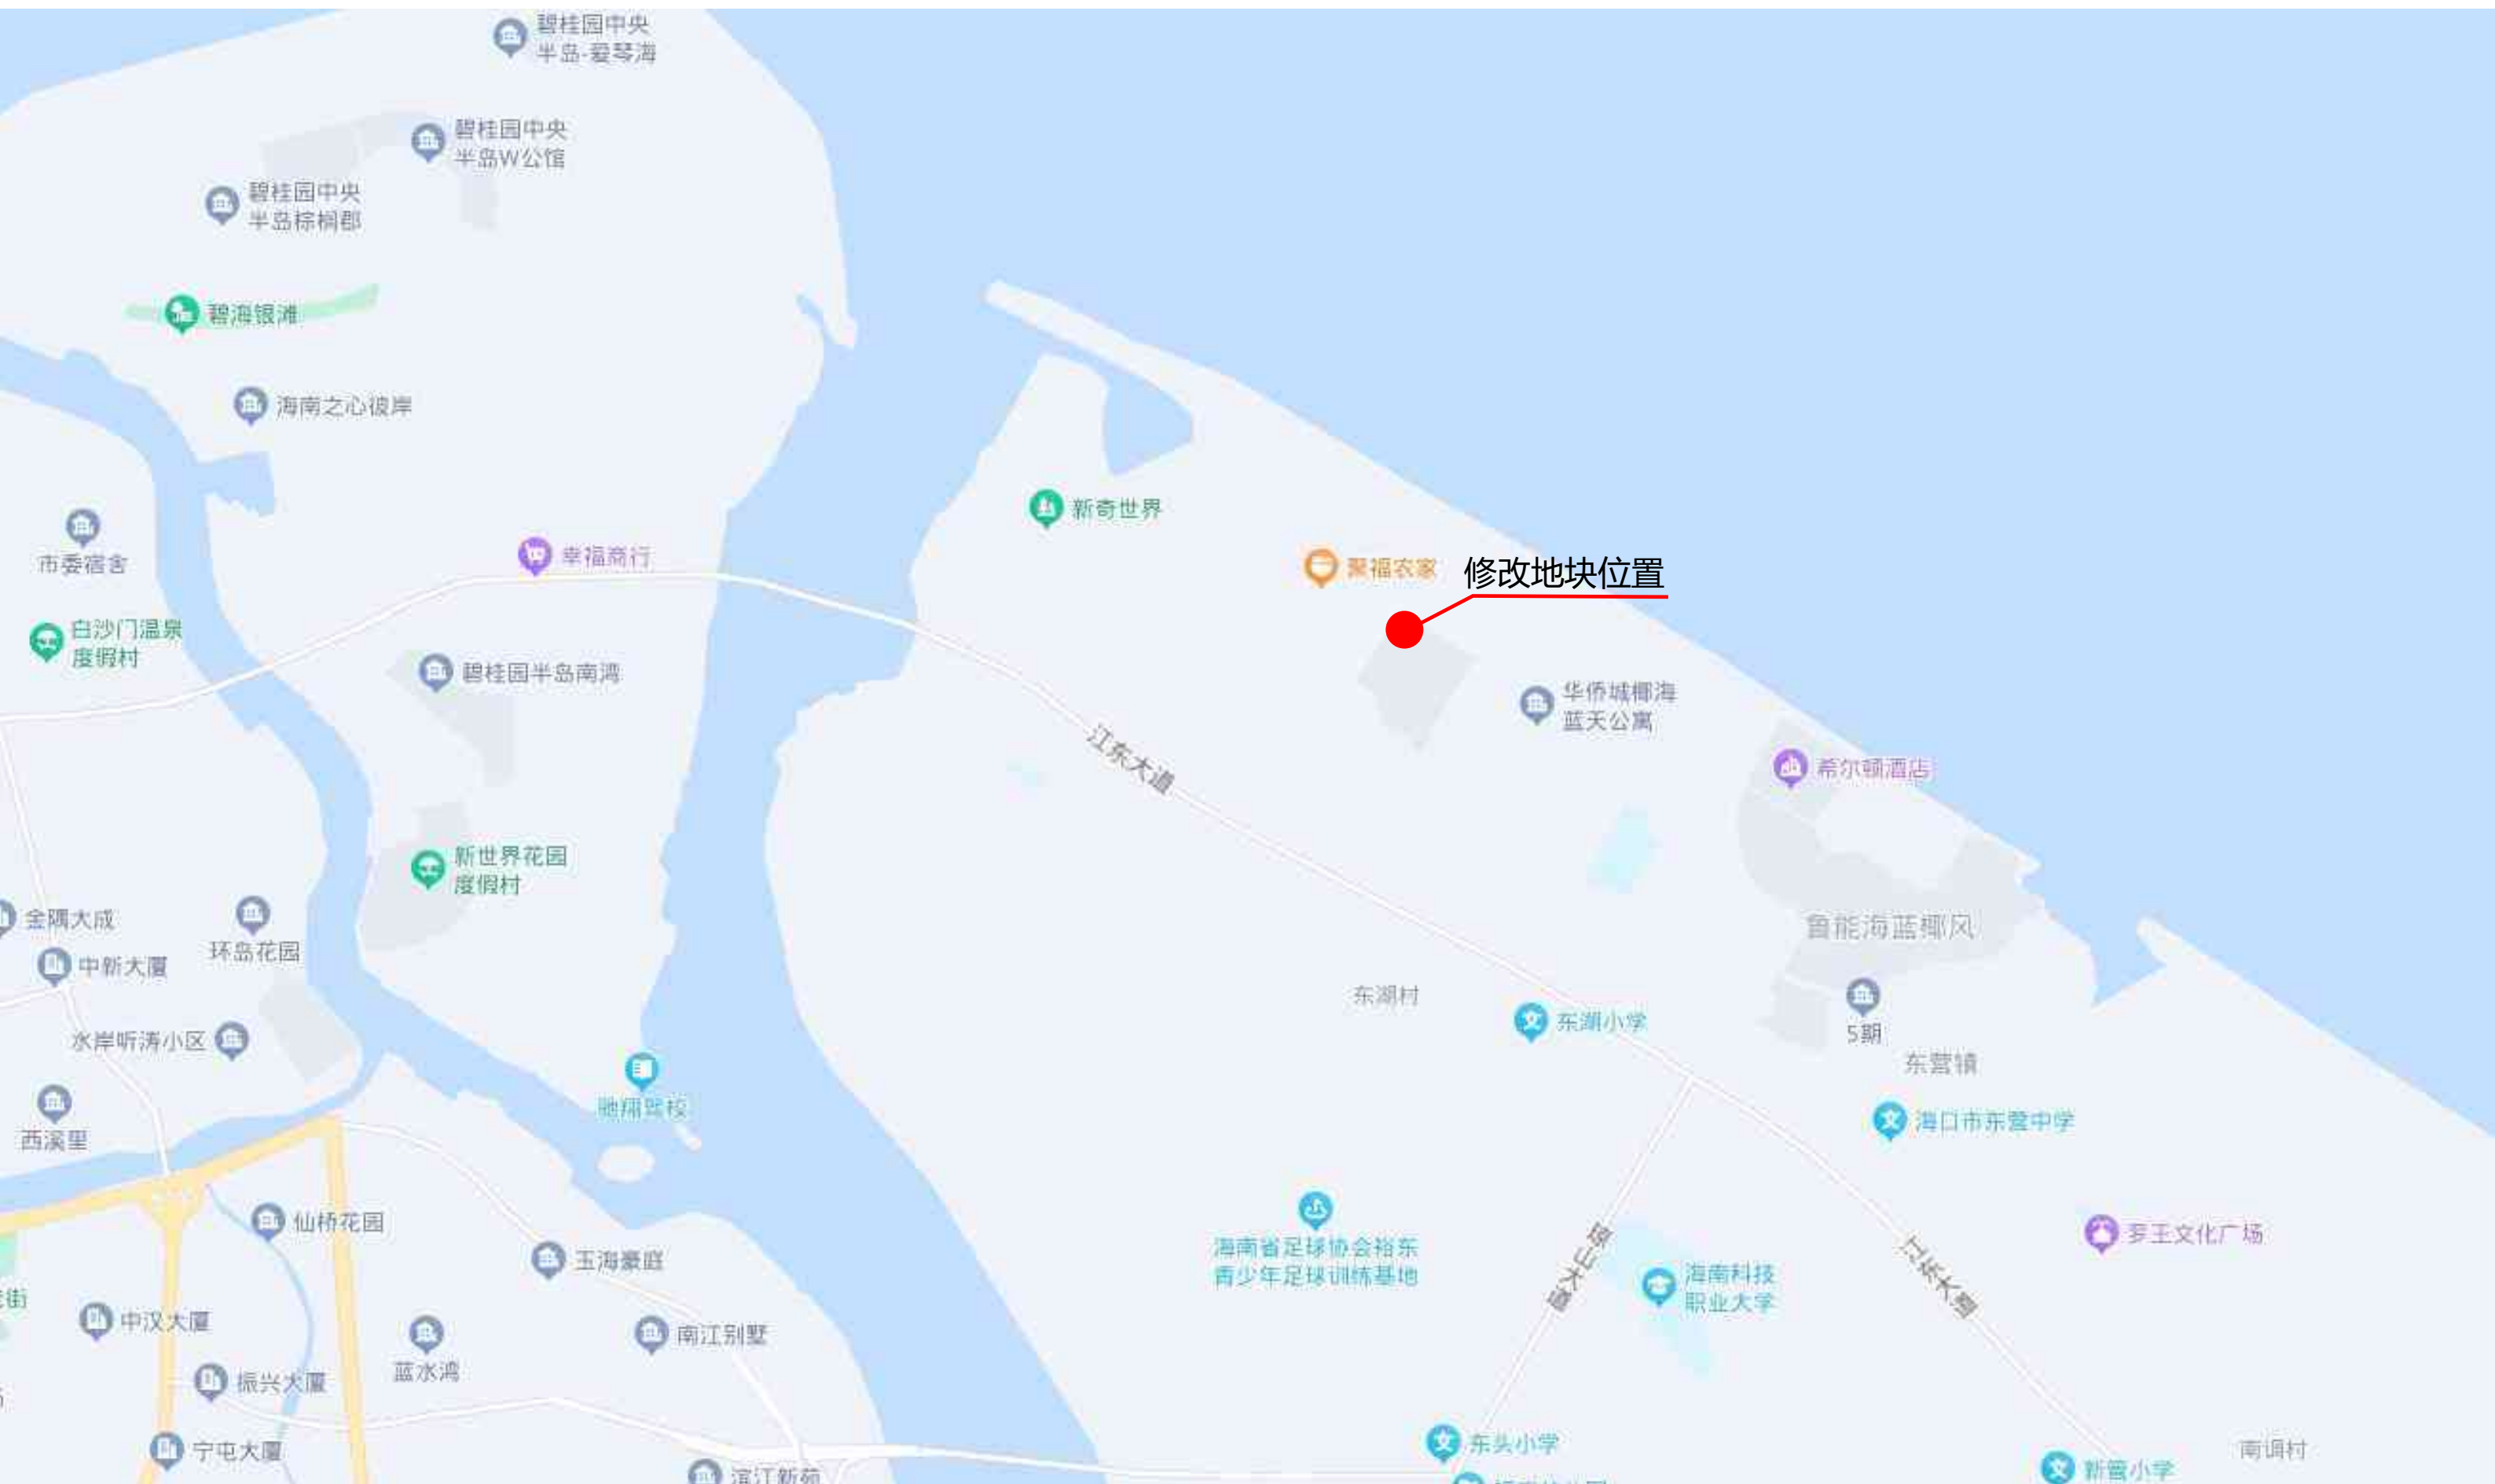 碧桂园中央
半岛-爱琴海
碧桂园中央
半岛W公馆
碧桂园中央
半岛棕榈郡
碧海银滩
海南之心彼岸
新奇世界
市委宿舍
幸福商行
聚福农家
修改地块位置
白沙门温泉
度假村
碧桂园半岛南湾
华侨城椰海
蓝天公寓
江东大道
希尔顿酒店
新世界花园
度假村
金隅大成
环岛花园
鲁能海蓝椰风
中新大厦
东湖村
东湖小学
5期
水岸听涛小区
东营镇
驰翔驾校
海口市东营中学
西溪里
仙桥花园
玉海豪庭
海南省足球协会裕东
青少年足球训练基地
琼山大道
海南科技
职业大学
江东大道
罗王文化广场
街
中汉大厦
蓝水湾
南江别墅
振兴大厦
宁屯大厦
东头小学
南调村
新管小学
滨江新苑